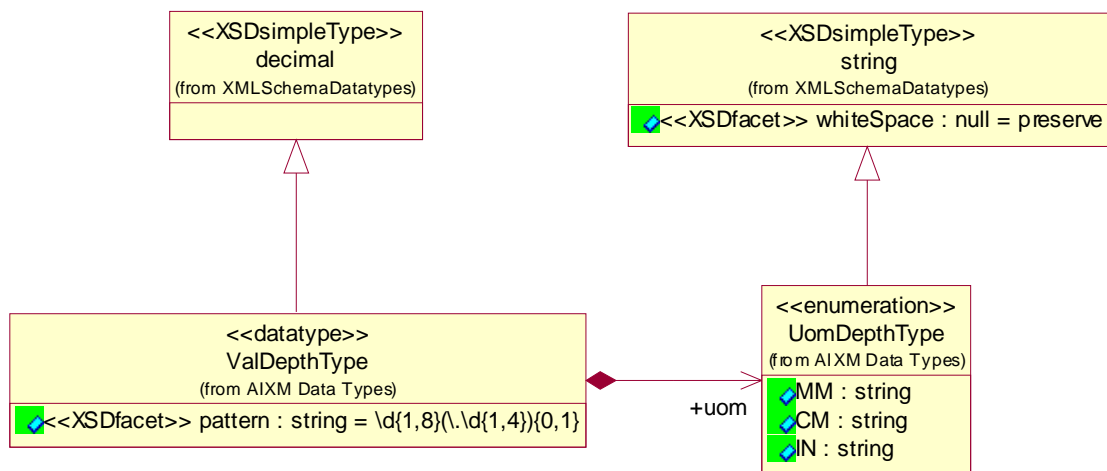 <<XSDsimpleType>>
decimal
(from XMLSchemaDatatypes)
<<XSDsimpleType>>
string
(from XMLSchemaDatatypes)
<<XSDfacet>> whiteSpace : null = preserve
<<datatype>>
ValDepthType
(from AIXM Data Types)
<<XSDfacet>> pattern : string = \d{1,8}(\.\d{1,4}){0,1}
+uom
<<enumeration>>
UomDepthType
(from AIXM Data Types)
MM : string
CM : string
IN : string